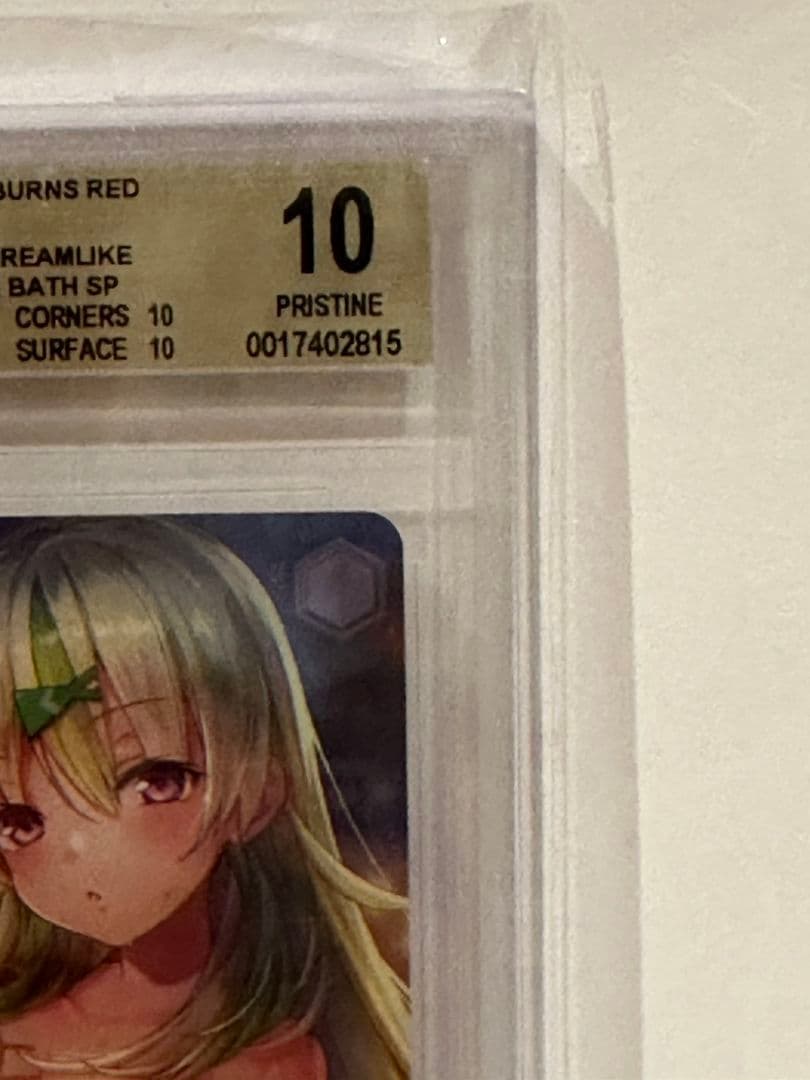 BURNS RED
10
REAMLIKE
BATH SP
PRISTINE
CORNERS 10
SURFACE 10
0017402815